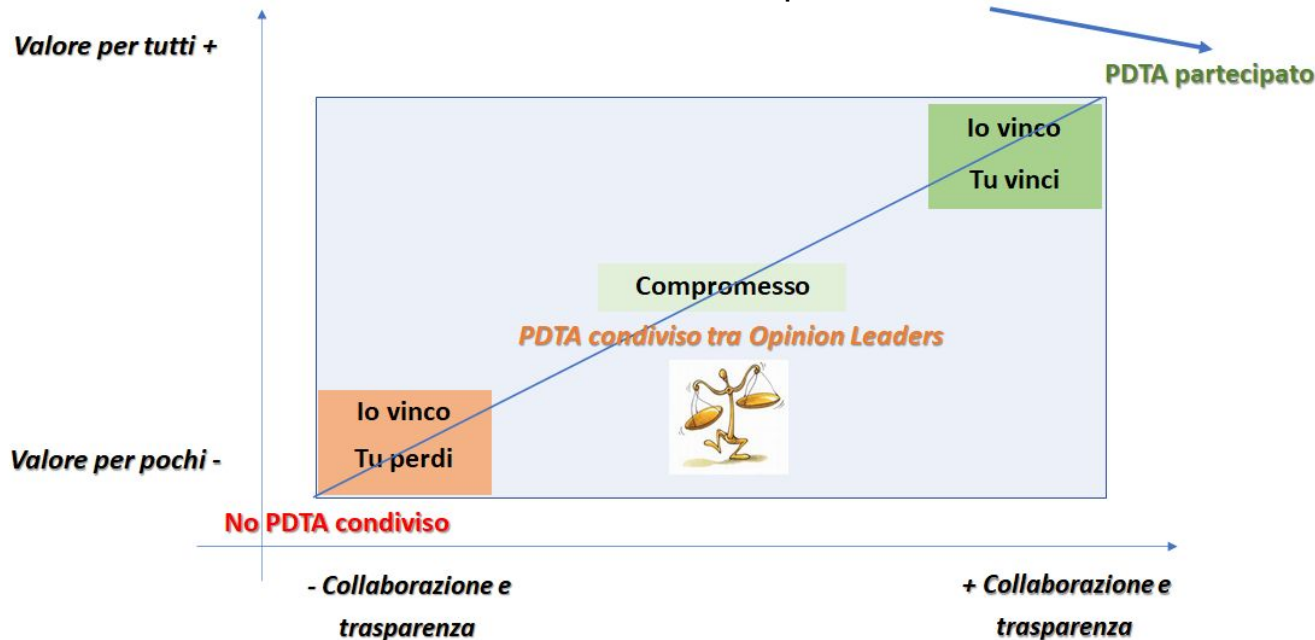 Valore per tutti +
PDTA partecipato
Io vinco
Tu vinci
Compromesso
PDTA condiviso tra Opinion Leaders
Io vinco
Tu perdi
Valore per pochi -
No PDTA condiviso
- Collaborazione e
trasparenza
+ Collaborazione e
trasparenza